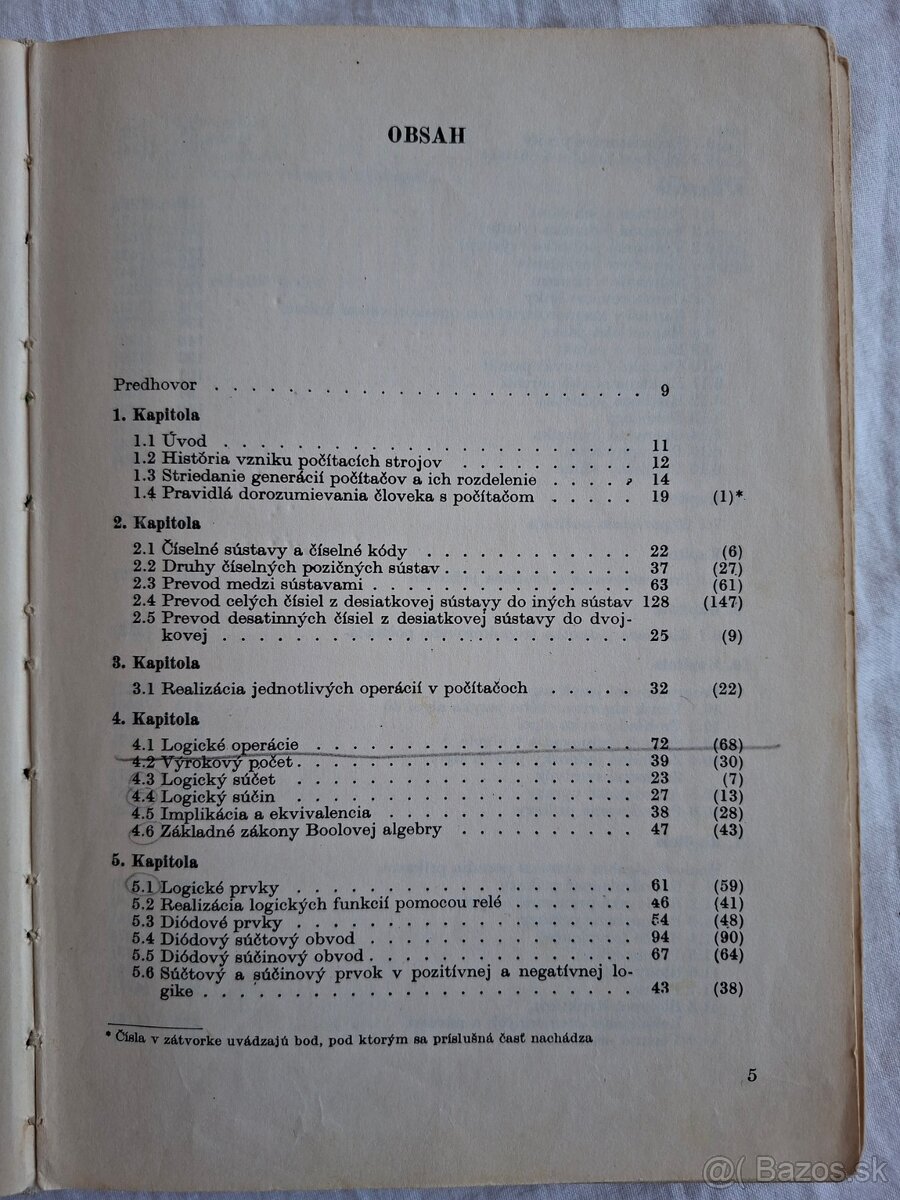 OBSAH
Predhovor . . . . . . . . . . . . . . . . . . . . . . . 9
1. Kapitola
1.1 Úvod . . . . . . . . . . . . . . . . . . . . . . 11
1.2 História vzniku počítacích strojov . . . . . . . . . . 12
1.3 Striedanie generácií počítačov a ich rozdelenie . . . . . 14
1.4 Pravidlá dorozumievania človeka s počítačom . . . . . 19 (1)*
2. Kapitola
2.1 Číselné sústavy a číselné kódy . . . . . . . . . . . 22 (6)
2.2 Druhy číselných pozičných sústav . . . . . . . . . . 37 (27)
2.3 Prevod medzi sústavami . . . . . . . . . . . . . . 63 (61)
2.4 Prevod celých čísiel z desiatkovej sústavy do iných sústav 128 (147)
2.5 Prevod desatinných čísiel z desiatkovej sústavy do dvoj-
kovej . . . . . . . . . . . . . . . . . . . . . . 25 (9)
3. Kapitola
3.1 Realizácia jednotlivých operácií v počítačoch . . . . . 32 (22)
4. Kapitola
4.1 Logické operácie . . . . . . . . . . . . . . . . . 72 (68)
4.2 Výrokový počet . . . . . . . . . . . . . . . . . . 39 (30)
4.3 Logický súčet . . . . . . . . . . . . . . . . . . 23 (7)
4.4 Logický súčin . . . . . . . . . . . . . . . . . . 27 (13)
4.5 Implikácia a ekvivalencia . . . . . . . . . . . . . 38 (28)
4.6 Základné zákony Boolovej algebry . . . . . . . . . . 47 (43)
5. Kapitola
5.1 Logické prvky . . . . . . . . . . . . . . . . . . 61 (59)
5.2 Realizácia logických funkcií pomocou relé . . . . . . . 46 (41)
5.3 Diódové prvky . . . . . . . . . . . . . . . . . . 54 (48)
5.4 Diódový súčtový obvod . . . . . . . . . . . . . . 94 (90)
5.5 Diódový súčinový obvod . . . . . . . . . . . . . . 67 (64)
5.6 Súčtový a súčinový prvok v pozitívnej a negatívnej lo-
gike . . . . . . . . . . . . . . . . . . . . . . . 43 (38)
* Čísla v zátvorke uvádzajú bod, pod ktorým sa príslušná časť nachádza
5
@( Bazos.sk